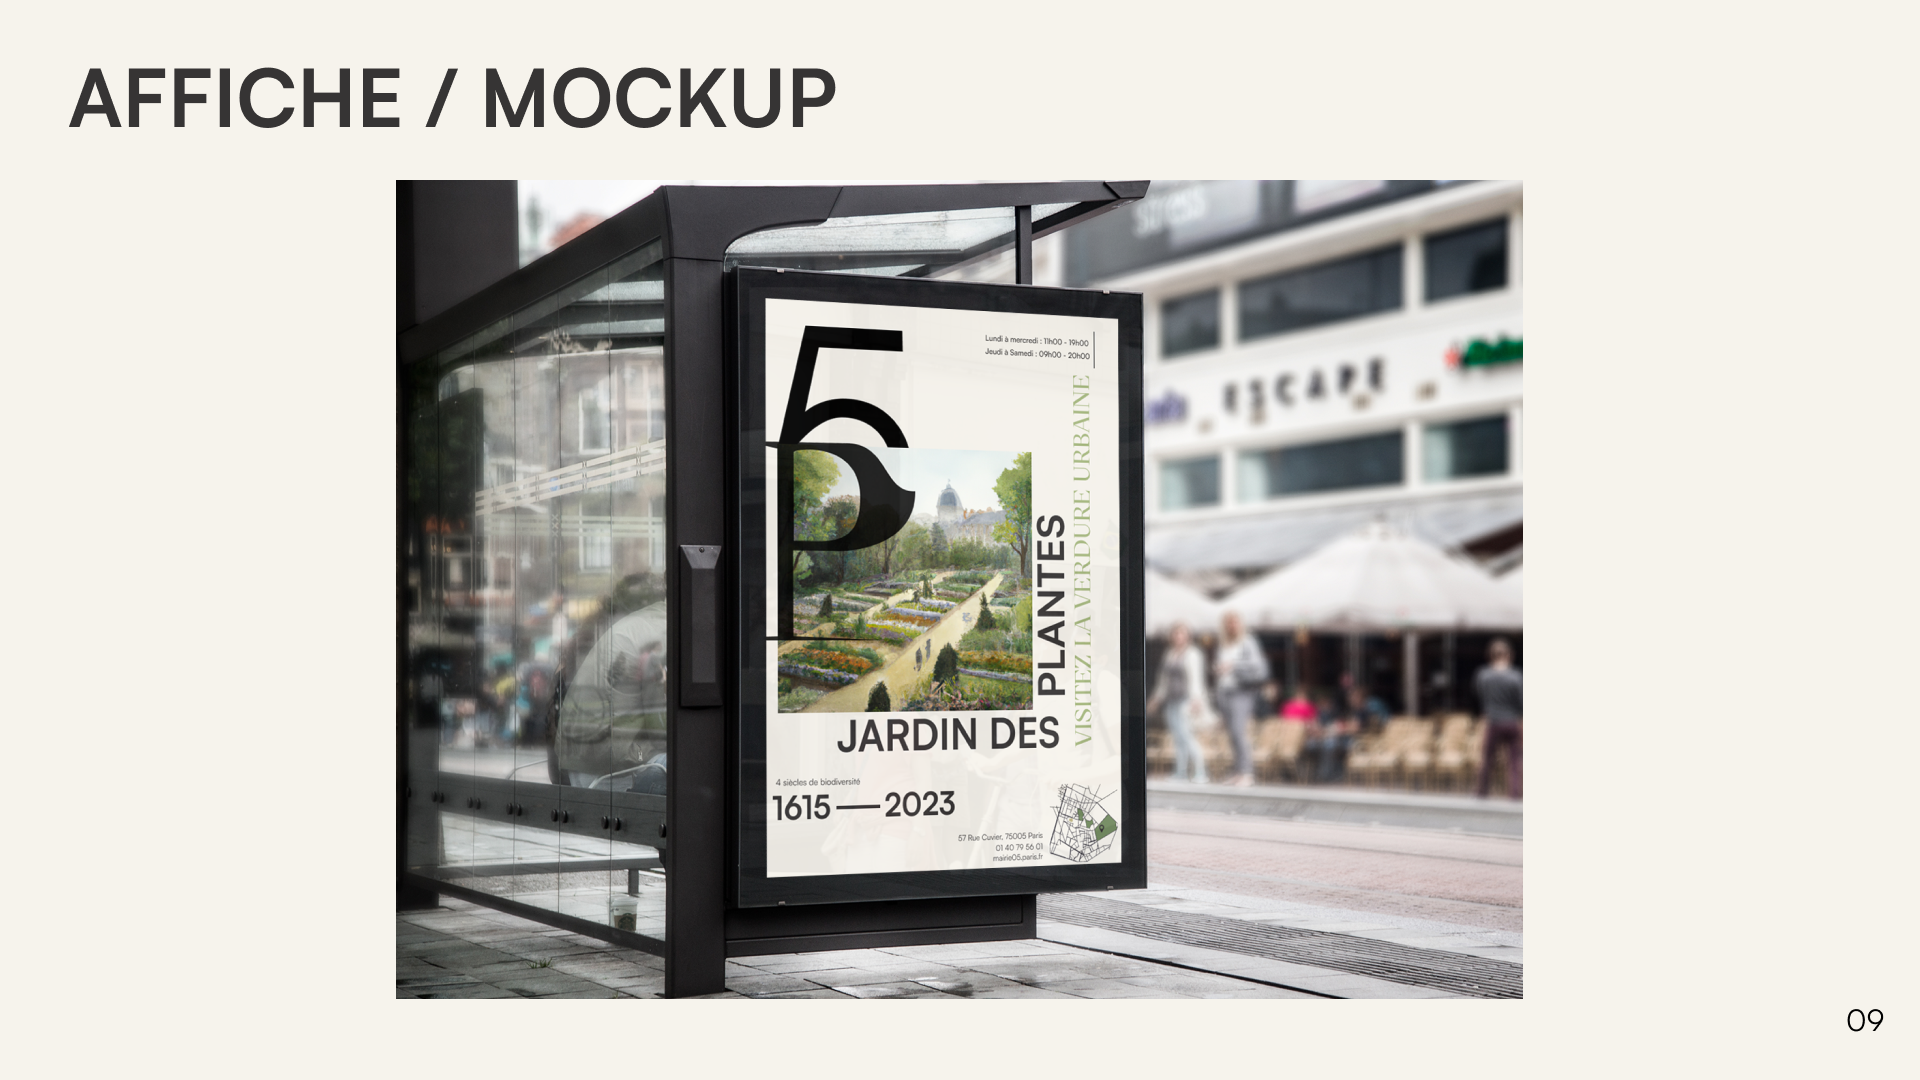 AFFICHE / MOCKUP
stress
5
P
Lundi à mercredi : 11h00 - 19h00
Jeudi à Samedi : 09h00 - 20h00
VISITEZ LA VERDURE URBAINE
PLANTES
JARDIN DES
4 siècles de biodiversité
1615 — 2023
57 Rue Cuvier, 75005 Paris
01 40 79 56 01
mairie05.paris.fr
ESCAPE
09